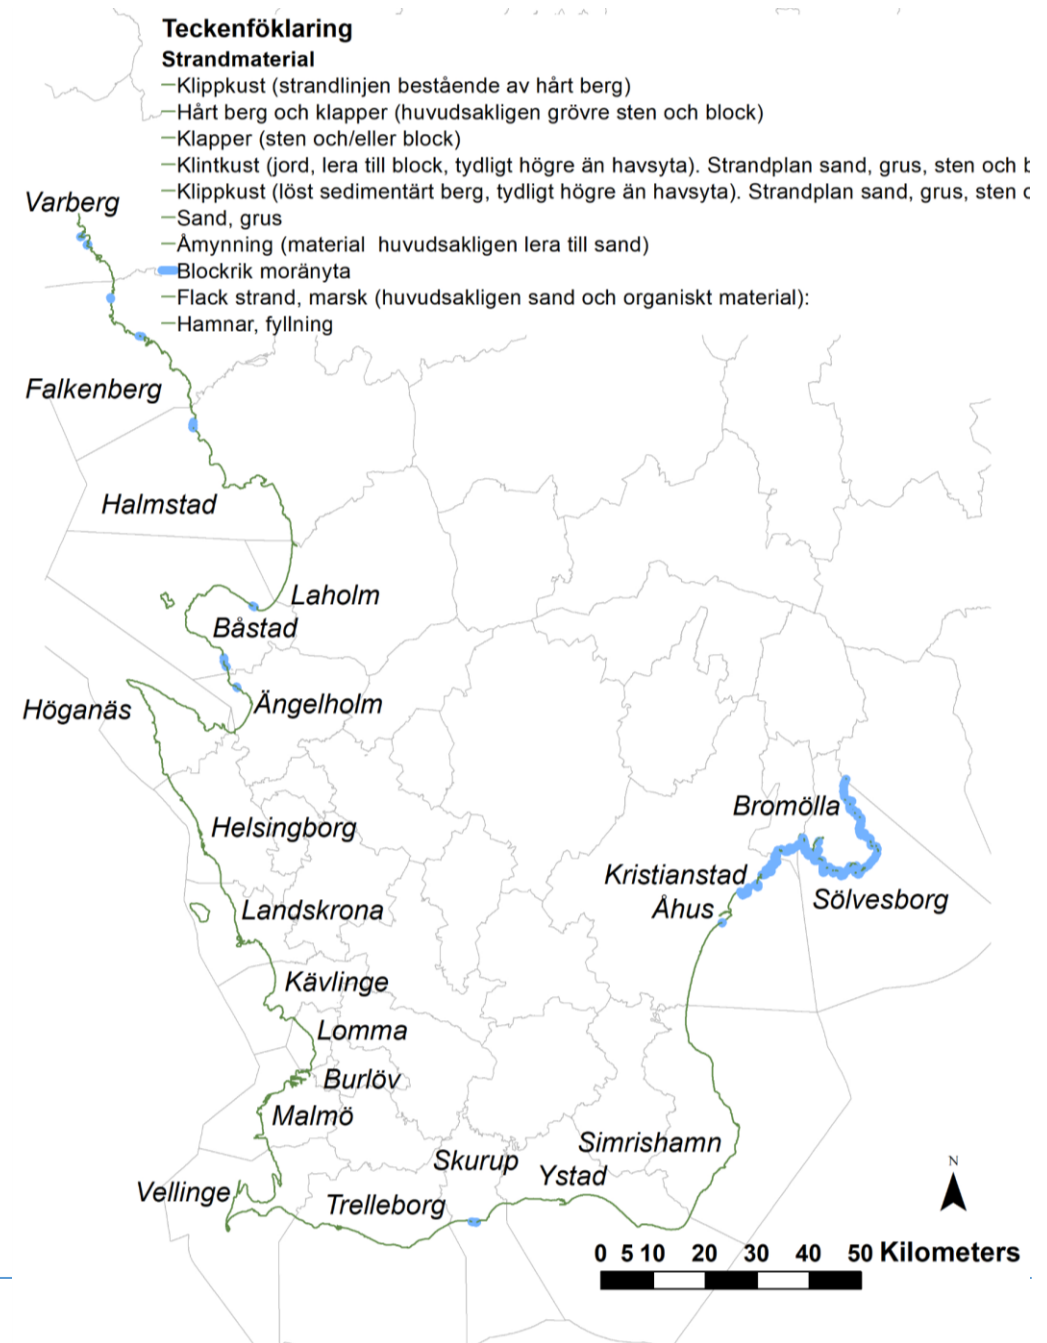 Teckenföklaring
Strandmaterial
Klippkust (strandlinjen bestående av hårt berg)
Hårt berg och klapper (huvudsakligen grövre sten och block)
Klapper (sten och/eller block)
Klintkust (jord, lera till block, tydligt högre än havsyta). Strandplan sand, grus, sten och
Klippkust (löst sedimentärt berg, tydligt högre än havsyta). Strandplan sand, grus, sten
Sand, grus
Åmynning (material huvudsakligen lera till sand)
Blockrik moränyta
Flack strand, marsk (huvudsakligen sand och organiskt material):
Hamnar, fyllning
Varberg
Falkenberg
Halmstad
Laholm
Båstad
Ängelholm
Höganäs
Bromölla
Helsingborg
Kristianstad
Sölvesborg
Åhus
Landskrona
Kävlinge
Lomma
Burlöv
Malmö
Simrishamn
Skurup
Ystad
Vellinge
Trelleborg
N
0 5 10 20 30 40 50 Kilometers